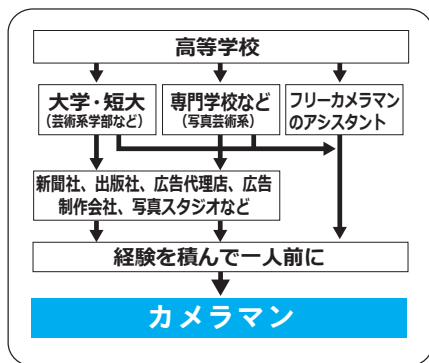 高等学校
大学・短大
(芸術系学部など)
専門学校など
(写真芸術系)
フリーカメラマン
のアシスタント
新聞社、出版社、広告代理店、広告
制作会社、写真スタジオなど
経験を積んで一人前に
カメラマン